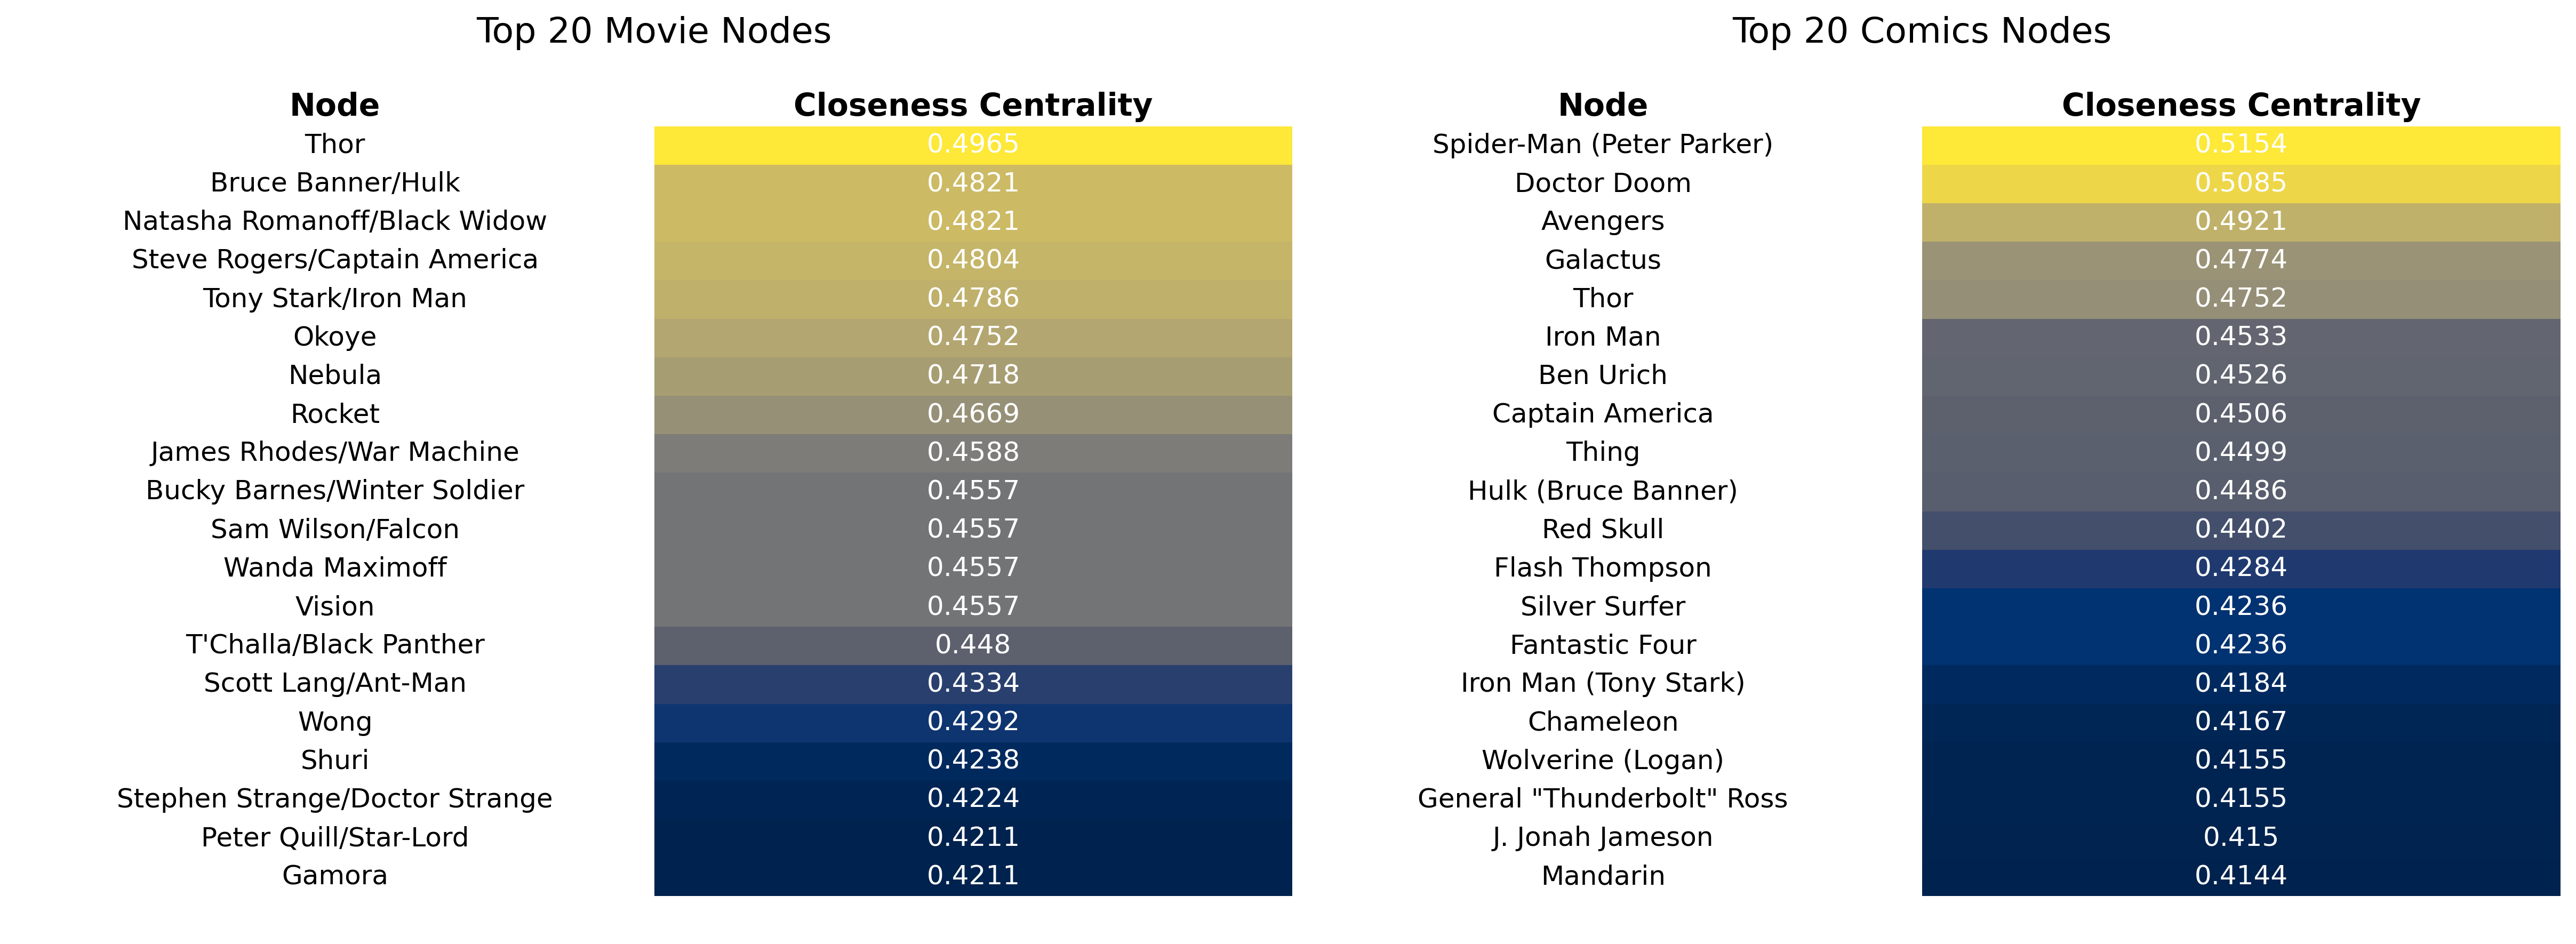 Top 20 Movie Nodes
Node Closeness Centrality
Thor 0.4965
Bruce Banner/Hulk 0.4821
Natasha Romanoff/Black Widow 0.4821
Steve Rogers/Captain America 0.4804
Tony Stark/Iron Man 0.4786
Okoye 0.4752
Nebula 0.4718
Rocket 0.4669
James Rhodes/War Machine 0.4588
Bucky Barnes/Winter Soldier 0.4557
Sam Wilson/Falcon 0.4557
Wanda Maximoff 0.4557
Vision 0.4557
T'Challa/Black Panther 0.448
Scott Lang/Ant-Man 0.4334
Wong 0.4292
Shuri 0.4238
Stephen Strange/Doctor Strange 0.4224
Peter Quill/Star-Lord 0.4211
Gamora 0.4211
Top 20 Comics Nodes
Node Closeness Centrality
Spider-Man (Peter Parker) 0.5154
Doctor Doom 0.5085
Avengers 0.4921
Galactus 0.4774
Thor 0.4752
Iron Man 0.4533
Ben Urich 0.4526
Captain America 0.4506
Thing 0.4499
Hulk (Bruce Banner) 0.4486
Red Skull 0.4402
Flash Thompson 0.4284
Silver Surfer 0.4236
Fantastic Four 0.4236
Iron Man (Tony Stark) 0.4184
Chameleon 0.4167
Wolverine (Logan) 0.4155
General "Thunderbolt" Ross 0.4155
J. Jonah Jameson 0.415
Mandarin 0.4144